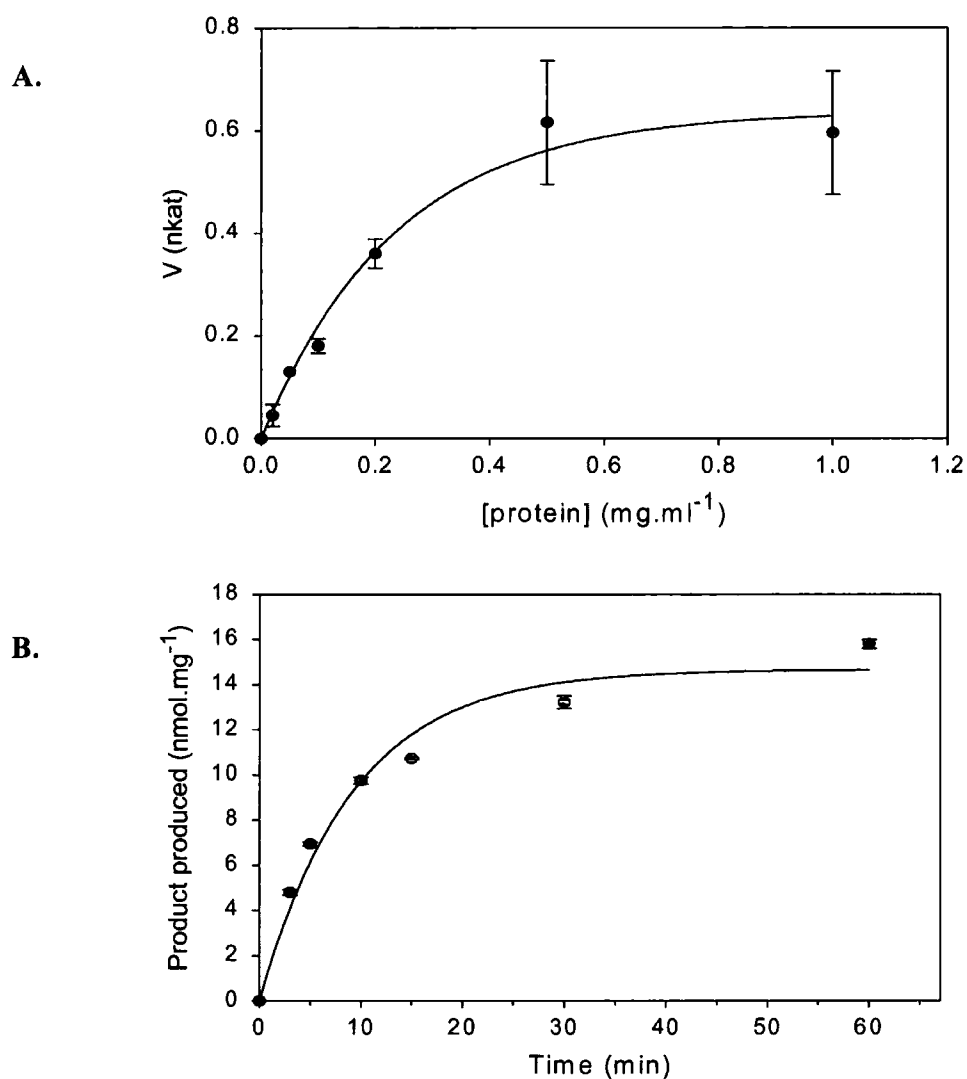 A.
0.8
0.6
0.4
0.2
0.0
V (nkat)
0.0 0.2 0.4 0.6 0.8 1.0 1.2
[protein] (mg.ml⁻¹)
B.
18
16
14
12
10
8
6
4
2
0
Product produced (nmol.mg⁻¹)
0 10 20 30 40 50 60
Time (min)